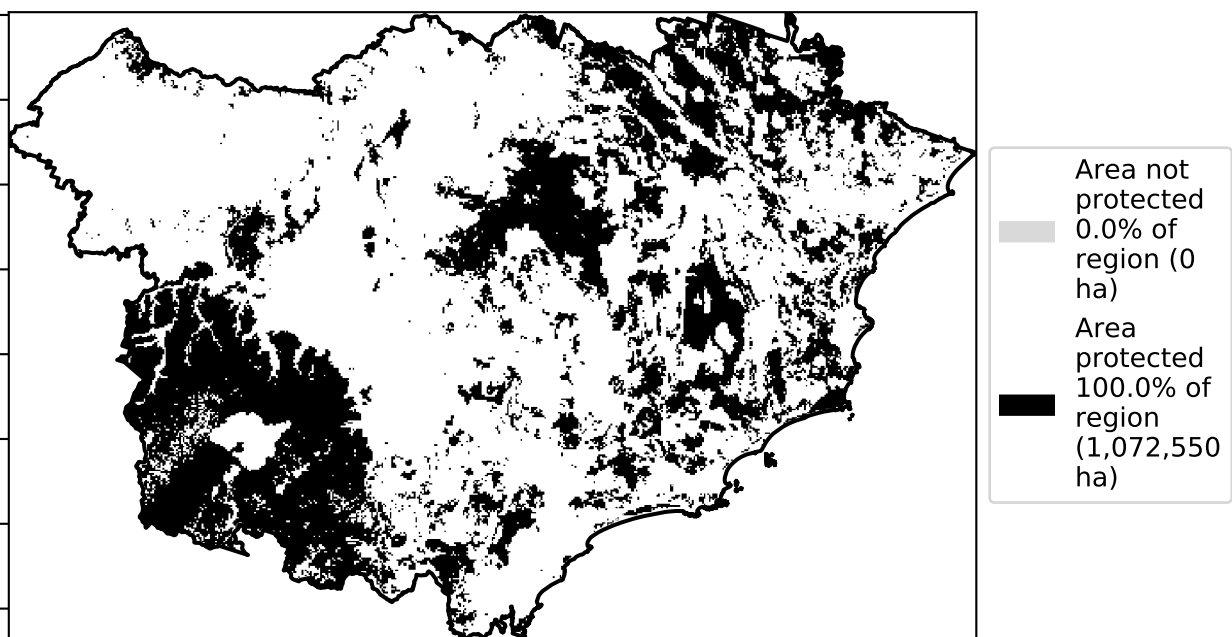 Area not
protected
0.0% of
region (0
ha)
Area
protected
100.0% of
region
(1,072,550
ha)